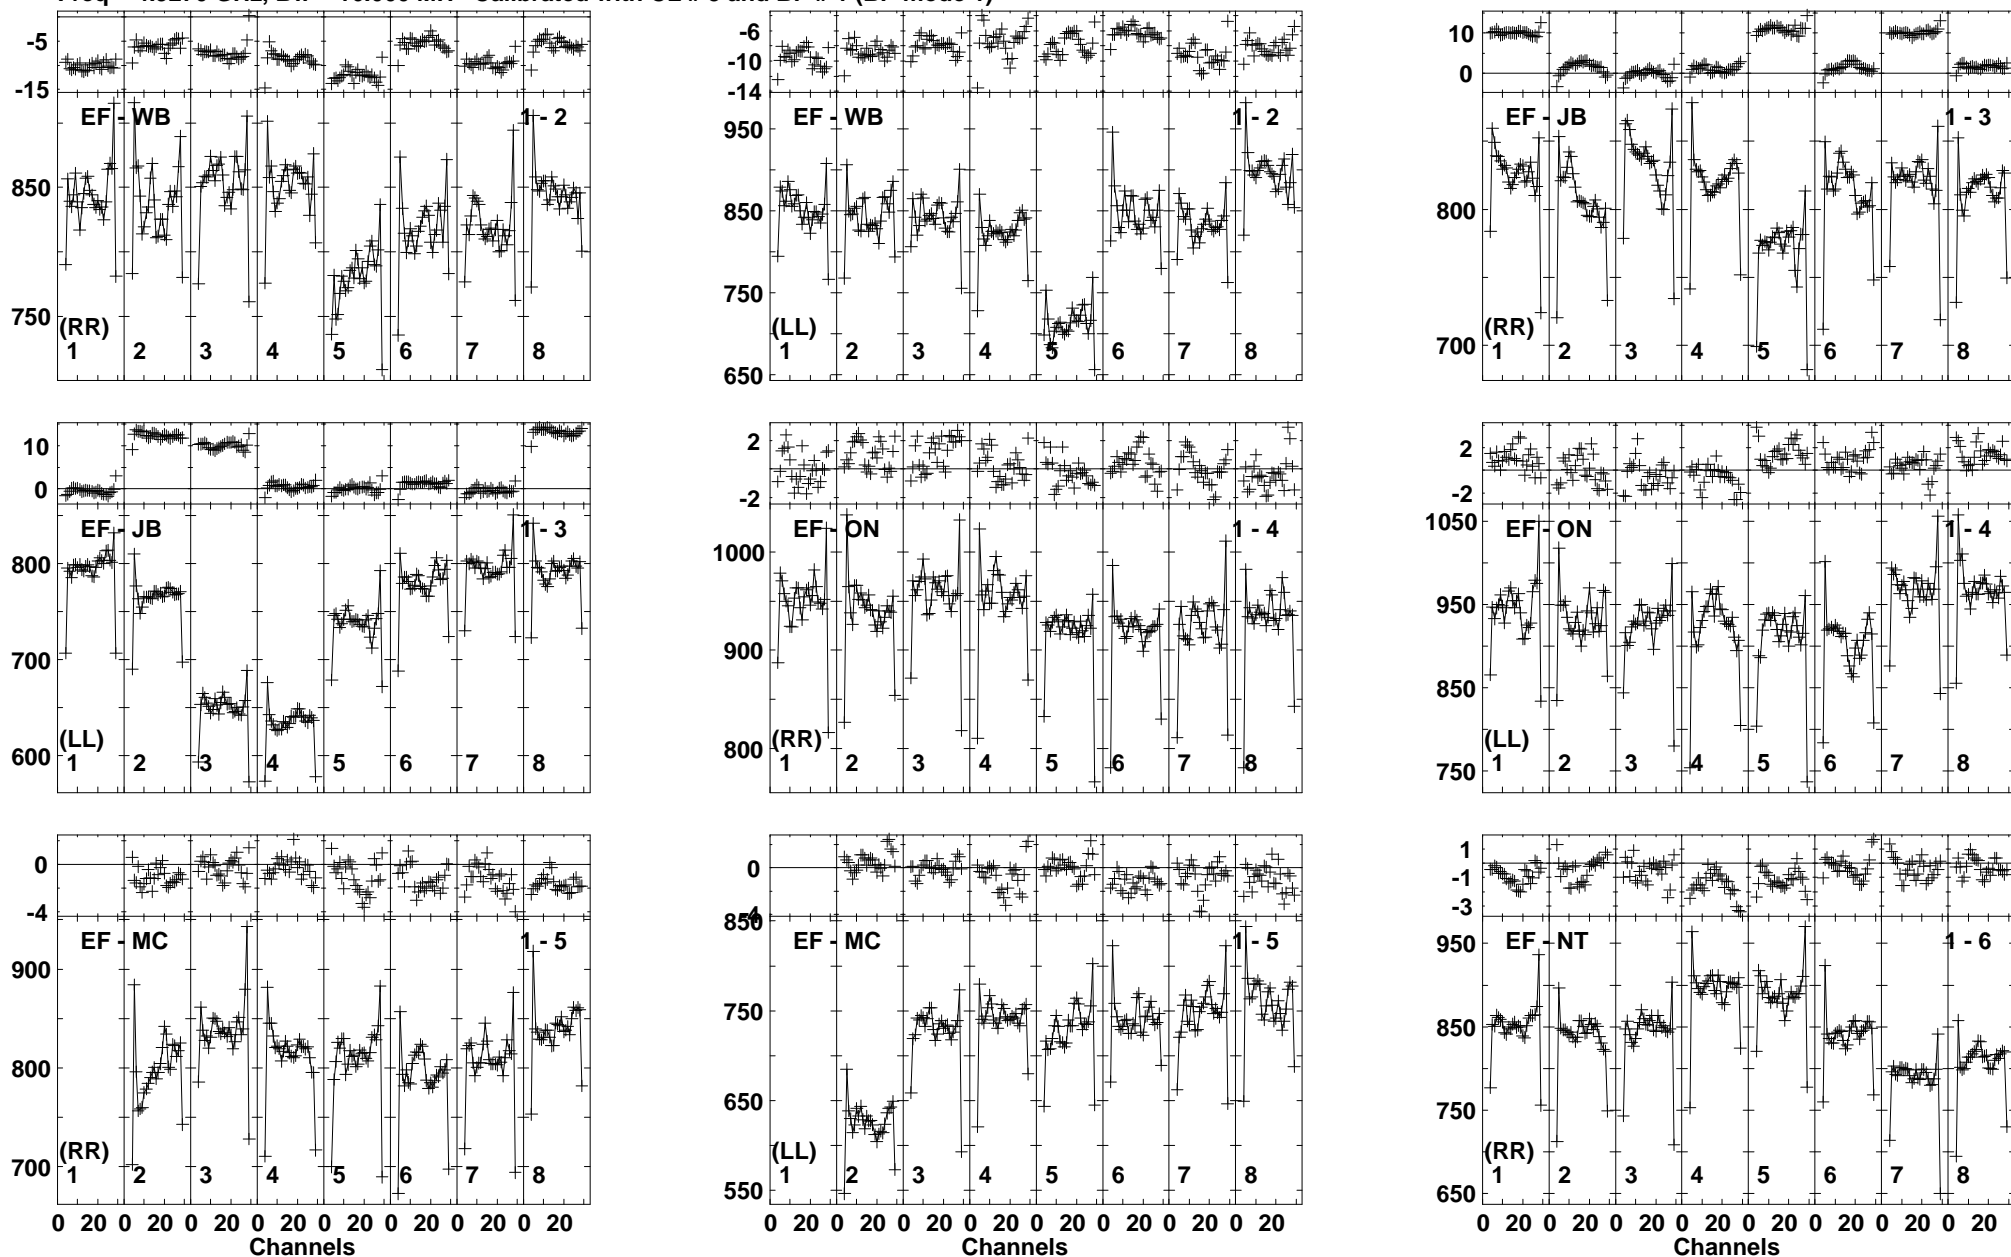 -5
-15
EF - WB 1 - 2
850
750
(RR)
1 2 3 4 5 6 7 8
-6
-10
-14
EF - WB 1 - 2
950
850
750
650
(LL)
1 2 3 4 5 6 7 8
10
0
EF - JB 1 - 3
800
700
(RR)
1 2 3 4 5 6 7 8
10
0
EF - JB 1 - 3
800
700
600
(LL)
1 2 3 4 5 6 7 8
2
-2
EF - ON 1 - 4
1000
900
800
(RR)
1 2 3 4 5 6 7 8
2
-2
EF - ON 1 - 4
1050
950
850
750
(LL)
1 2 3 4 5 6 7 8
0
-4
EF - MC 1 - 5
900
800
700
(RR)
1 2 3 4 5 6 7 8
0 20 0 20 0 20 0 20 0 20 0 20 0 20 0 20
Channels
0
-4
850
EF - MC 1 - 5
750
650
550
(LL)
2 3 4 5 6 7 8
0 20 0 20 0 20 0 20 0 20 0 20 0 20 0 20
Channels
1
-1
-3
EF - NT 1 - 6
950
850
750
650
(RR)
1 2 3 4 5 6 7 8
0 20 0 20 0 20 0 20 0 20 0 20 0 20 0 20
Channels